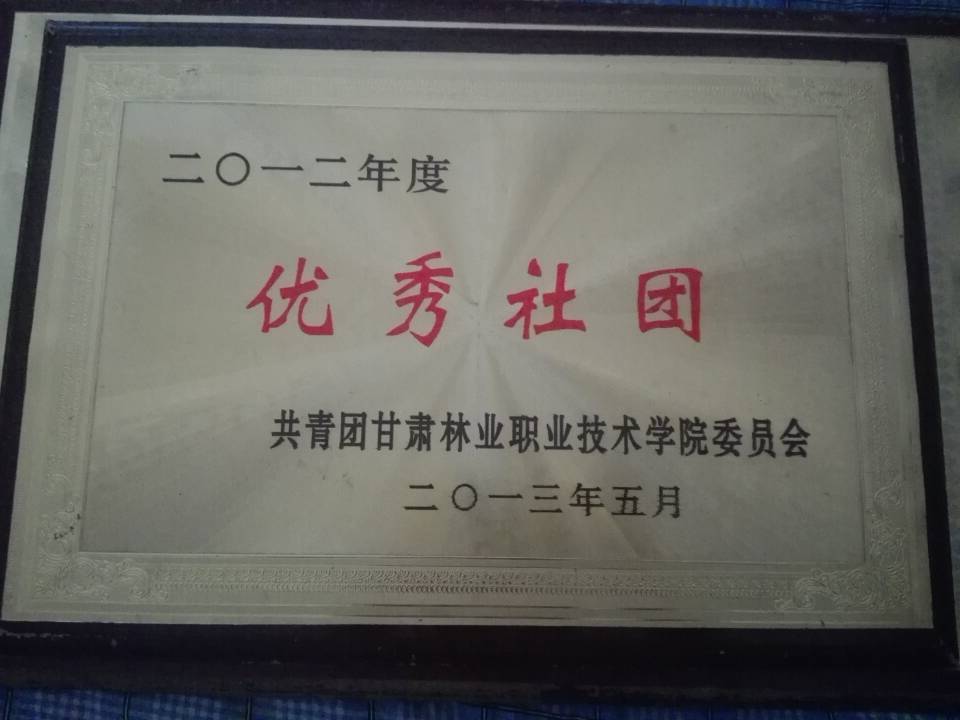 二〇一二年度
优秀社团
共青团甘肃林业职业技术学院委员会
二〇一三年五月